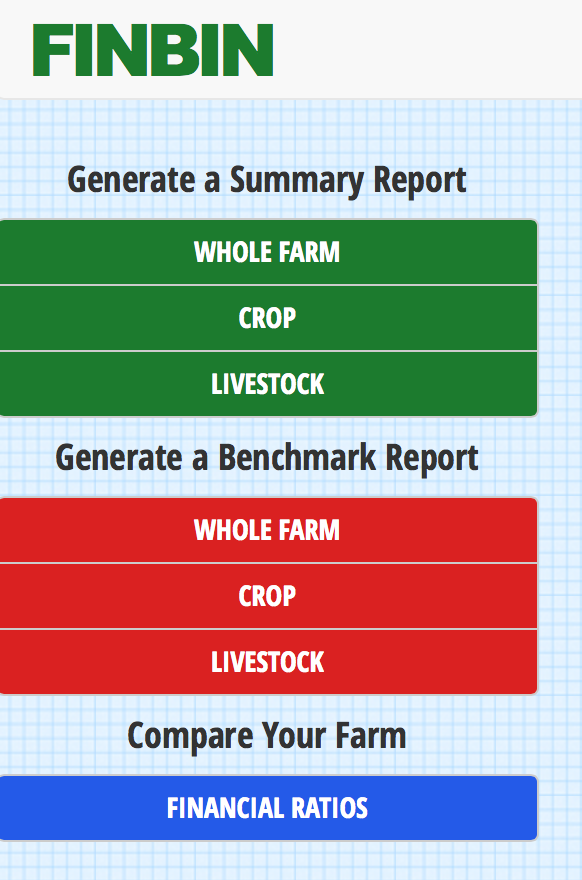 FINBIN
Generate a Summary Report
WHOLE FARM
CROP
LIVESTOCK
Generate a Benchmark Report
WHOLE FARM
CROP
LIVESTOCK
Compare Your Farm
FINANCIAL RATIOS